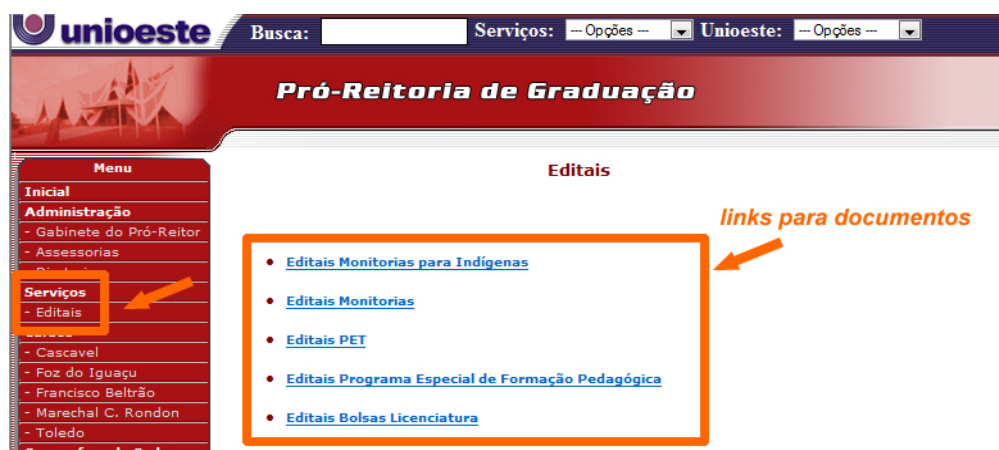 unioeste
Busca:
Serviços: --- Opções ---
Unioeste: --- Opções ---
Pró-Reitoria de Graduação
Menu
Inicial
Administração
- Gabinete do Pró-Reitor
- Assessorias
Serviços
- Editais
- Cascavel
- Foz do Iguaçu
- Francisco Beltrão
- Marechal C. Rondon
- Toledo
Editais
links para documentos
Editais Monitorias para Indígenas
Editais Monitorias
Editais PET
Editais Programa Especial de Formação Pedagógica
Editais Bolsas Licenciatura